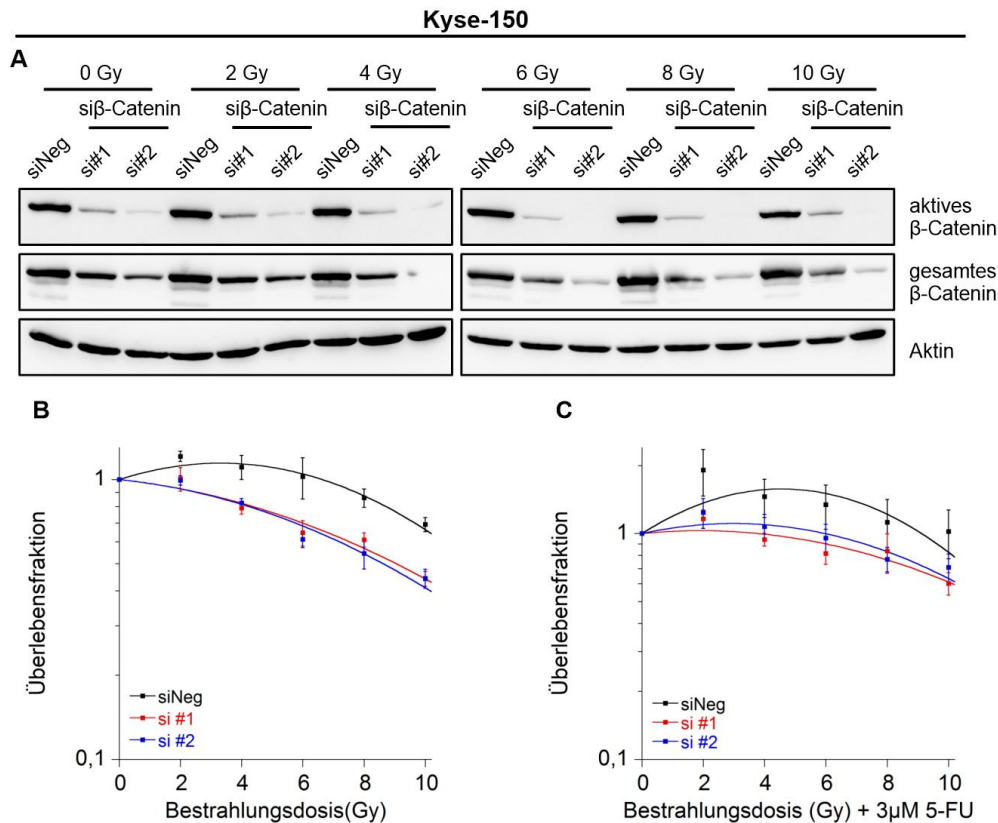 Kyse-150
A
0 Gy 2 Gy 4 Gy 6 Gy 8 Gy 10 Gy
siβ-Catenin siβ-Catenin siβ-Catenin siβ-Catenin siβ-Catenin siβ-Catenin
siNeg si#1 si#2 siNeg si#1 si#2 siNeg si#1 si#2 siNeg si#1 si#2 siNeg si#1 si#2 siNeg si#1 si#2
aktives
β-Catenin
gesamtes
β-Catenin
Aktin
B
Überlebensfraktion
1
0,1
siNeg
si #1
si #2
0 2 4 6 8 10
Bestrahlungsdosis(Gy)
C
Überlebensfraktion
1
0,1
siNeg
si #1
si #2
0 2 4 6 8 10
Bestrahlungsdosis (Gy) + 3µM 5-FU